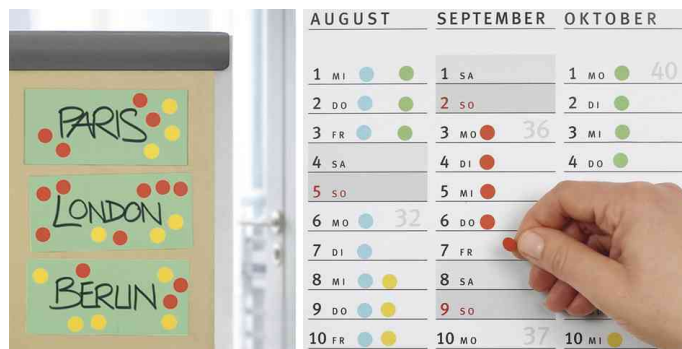 PARIS
LONDON
BERLIN
AUGUST SEPTEMBER OKTOBER
1 MI 1 SA 1 MO 40
2 DO 2 SO 2 DI
3 FR 3 MO 36 3 MI
4 SA 4 DI 4 DO
5 SO 5 MI
6 MO 32 6 DO
7 DI 7 FR
8 MI 8 SA
9 DO 9 SO
10 FR 10 MO 37 10 MI